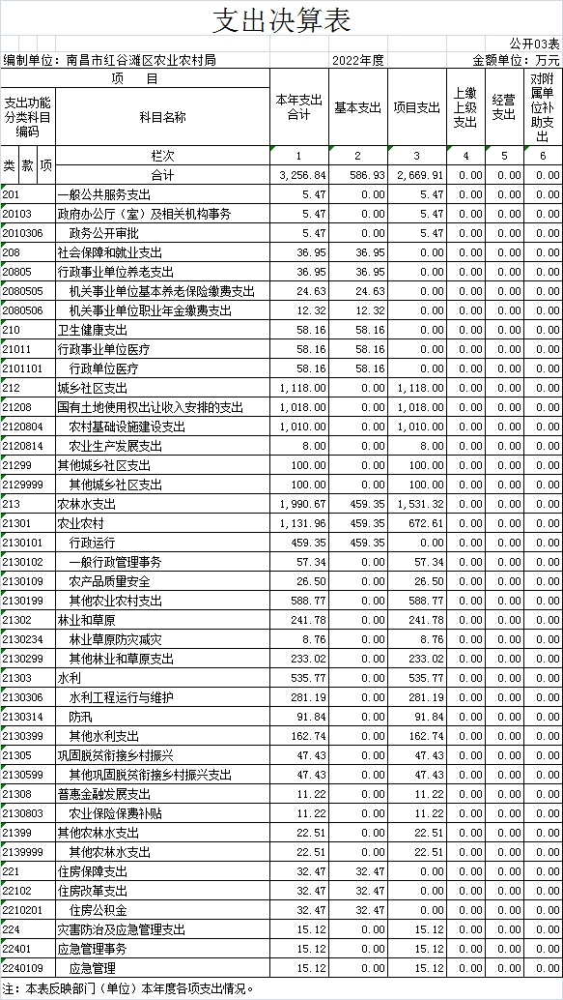 支出决算表
公开03表
编制单位：南昌市红谷滩区农业农村局 2022年度 金额单位：万元
项 目 本年支出合计 基本支出 项目支出 上缴上级支出 经营支出 对附属单位补助支出
支出功能分类科目编码 科目名称
类 款 项 栏次 1 2 3 4 5 6
合计 3,256.84 586.93 2,669.91 0.00 0.00 0.00
201 一般公共服务支出 5.47 0.00 5.47 0.00 0.00 0.00
20103 政府办公厅（室）及相关机构事务 5.47 0.00 5.47 0.00 0.00 0.00
2010306 政务公开审批 5.47 0.00 5.47 0.00 0.00 0.00
208 社会保障和就业支出 36.95 36.95 0.00 0.00 0.00 0.00
20805 行政事业单位养老支出 36.95 36.95 0.00 0.00 0.00 0.00
2080505 机关事业单位基本养老保险缴费支出 24.63 24.63 0.00 0.00 0.00 0.00
2080506 机关事业单位职业年金缴费支出 12.32 12.32 0.00 0.00 0.00 0.00
210 卫生健康支出 58.16 58.16 0.00 0.00 0.00 0.00
21011 行政事业单位医疗 58.16 58.16 0.00 0.00 0.00 0.00
2101101 行政单位医疗 58.16 58.16 0.00 0.00 0.00 0.00
212 城乡社区支出 1,118.00 0.00 1,118.00 0.00 0.00 0.00
21208 国有土地使用权出让收入安排的支出 1,018.00 0.00 1,018.00 0.00 0.00 0.00
2120804 农村基础设施建设支出 1,010.00 0.00 1,010.00 0.00 0.00 0.00
2120814 农业生产发展支出 8.00 0.00 8.00 0.00 0.00 0.00
21299 其他城乡社区支出 100.00 0.00 100.00 0.00 0.00 0.00
2129999 其他城乡社区支出 100.00 0.00 100.00 0.00 0.00 0.00
213 农林水支出 1,990.67 459.35 1,531.32 0.00 0.00 0.00
21301 农业农村 1,131.96 459.35 672.61 0.00 0.00 0.00
2130101 行政运行 459.35 459.35 0.00 0.00 0.00 0.00
2130102 一般行政管理事务 57.34 0.00 57.34 0.00 0.00 0.00
2130109 农产品质量安全 26.50 0.00 26.50 0.00 0.00 0.00
2130199 其他农业农村支出 588.77 0.00 588.77 0.00 0.00 0.00
21302 林业和草原 241.78 0.00 241.78 0.00 0.00 0.00
2130234 林业草原防灾减灾 8.76 0.00 8.76 0.00 0.00 0.00
2130299 其他林业和草原支出 233.02 0.00 233.02 0.00 0.00 0.00
21303 水利 535.77 0.00 535.77 0.00 0.00 0.00
2130306 水利工程运行与维护 281.19 0.00 281.19 0.00 0.00 0.00
2130314 防汛 91.84 0.00 91.84 0.00 0.00 0.00
2130399 其他水利支出 162.74 0.00 162.74 0.00 0.00 0.00
21305 巩固脱贫衔接乡村振兴 47.43 0.00 47.43 0.00 0.00 0.00
2130599 其他巩固脱贫衔接乡村振兴支出 47.43 0.00 47.43 0.00 0.00 0.00
21308 普惠金融发展支出 11.22 0.00 11.22 0.00 0.00 0.00
2130803 农业保险保费补贴 11.22 0.00 11.22 0.00 0.00 0.00
21399 其他农林水支出 22.51 0.00 22.51 0.00 0.00 0.00
2139999 其他农林水支出 22.51 0.00 22.51 0.00 0.00 0.00
221 住房保障支出 32.47 32.47 0.00 0.00 0.00 0.00
22102 住房改革支出 32.47 32.47 0.00 0.00 0.00 0.00
2210201 住房公积金 32.47 32.47 0.00 0.00 0.00 0.00
224 灾害防治及应急管理支出 15.12 0.00 15.12 0.00 0.00 0.00
22401 应急管理事务 15.12 0.00 15.12 0.00 0.00 0.00
2240109 应急管理 15.12 0.00 15.12 0.00 0.00 0.00
注：本表反映部门（单位）本年度各项支出情况。